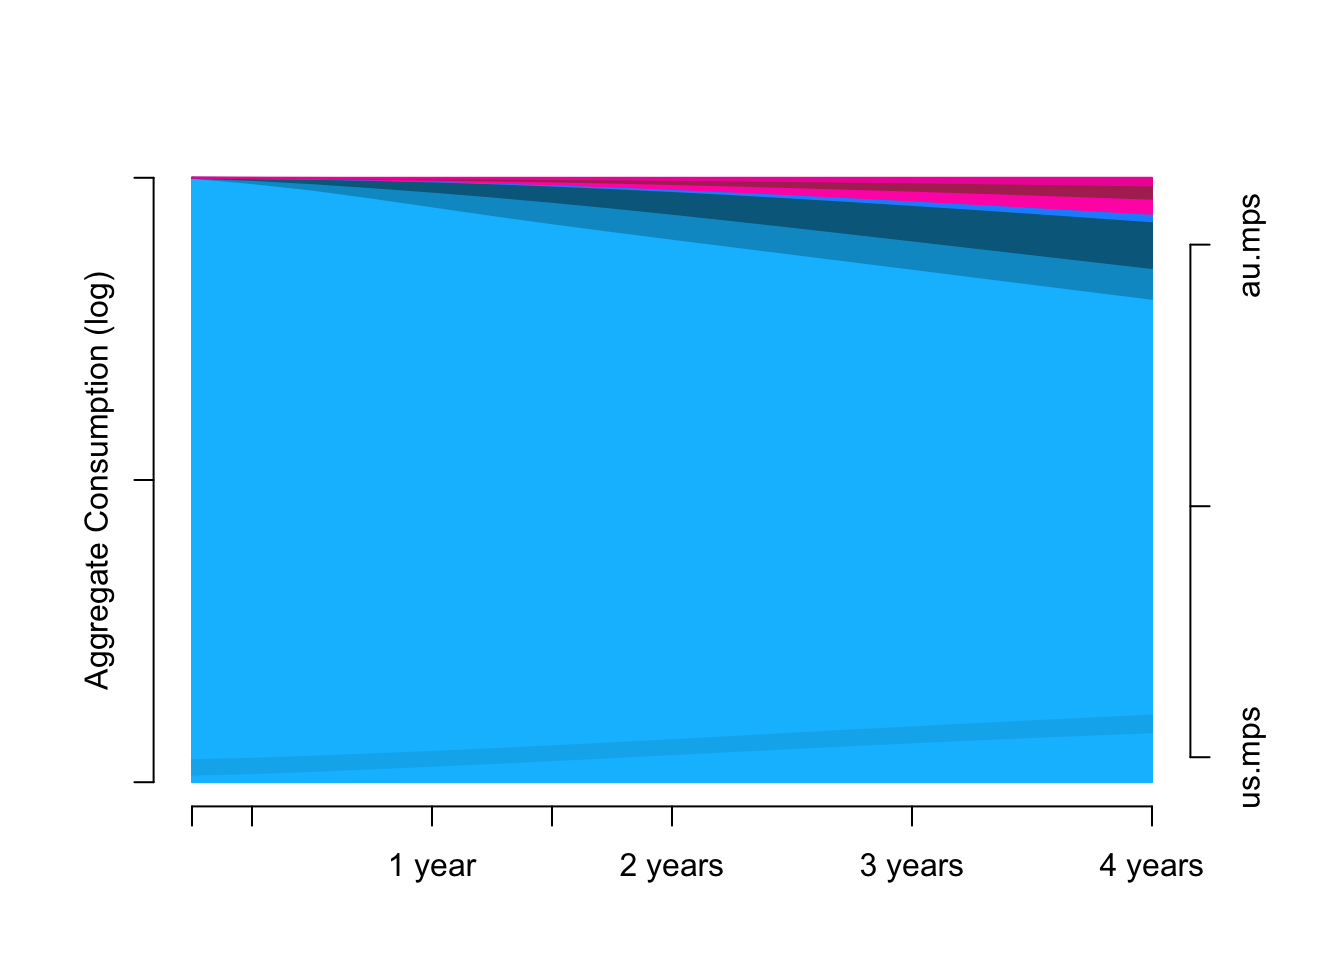 Aggregate Consumption (log)
au.mps
us.mps
1 year
2 years
3 years
4 years